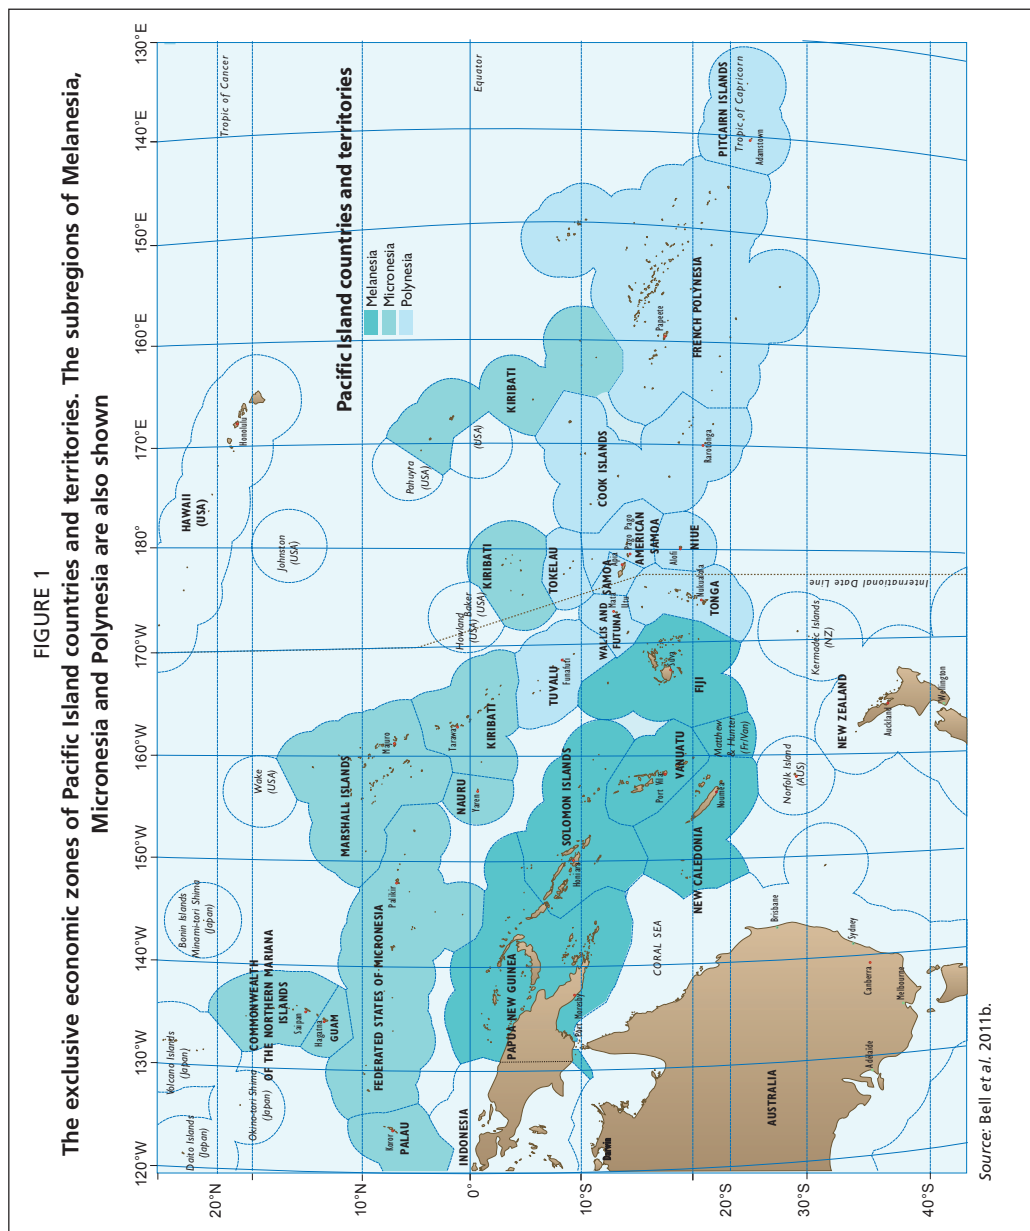 FIGURE 1
The exclusive economic zones of Pacific Island countries and territories. The subregions of Melanesia,
Micronesia and Polynesia are also shown
120°W
130°W
140°W
150°W
160°W
170°W
180°
170°E
160°E
150°E
140°E
130°E
20°N
10°N
0°
10°S
20°S
30°S
40°S
Tropic of Cancer
Equator
Tropic of Capricorn
International Date Line
Pacific Island countries and territories
Melanesia
Micronesia
Polynesia
Daito Islands
(Japan)
Volcano Islands
(Japan)
Okino-tori Shima
(Japan)
Bonin Islands
Minami-tori Shima
(Japan)
Wake
(USA)
Johnston
(USA)
HAWAII
(USA)
Honolulu
COMMONWEALTH
OF THE NORTHERN MARIANA
ISLANDS
Saipan
Hagatna
GUAM
Koror
PALAU
FEDERATED STATES OF MICRONESIA
Palikir
MARSHALL ISLANDS
Majuro
NAURU
Yaren
Tarawa
KIRIBATI
Howland
(USA)
Baker
(USA)
KIRIBATI
Pahuyta
(USA)
(USA)
KIRIBATI
INDONESIA
PAPUA NEW GUINEA
Port Moresby
SOLOMON ISLANDS
Honiara
TUVALU
Funafuti
TOKELAU
WALLIS AND
FUTUNA
Mata
Utu
SAMOA
Apia
Pago Pago
AMERICAN
SAMOA
COOK ISLANDS
Rarotonga
NIUE
Alofi
TONGA
Nukualofa
FIJI
Suva
VANUATU
Port Vila
Matthew
& Hunter
(Fr/Van)
NEW CALEDONIA
Noumea
FRENCH POLYNESIA
Papeete
PITCAIRN ISLANDS
Adamstown
CORAL SEA
Darwin
AUSTRALIA
Brisbane
Sydney
Canberra
Melbourne
Adelaide
Norfolk Island
(AUS)
Kermadec Islands
(NZ)
NEW ZEALAND
Auckland
Wellington
Source: Bell et al. 2011b.